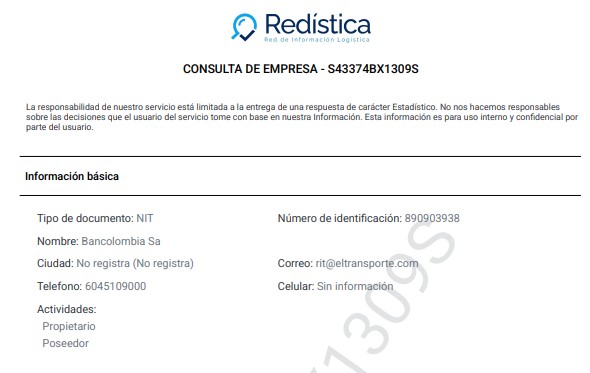 Redística
Red de Información Logística
CONSULTA DE EMPRESA - S43374BX1309S
La responsabilidad de nuestro servicio está limitada a la entrega de una respuesta de carácter Estadístico. No nos hacemos responsables
sobre las decisiones que el usuario del servicio tome con base en nuestra Información. Esta información es para uso interno y confidencial por
parte del usuario.
Información básica
Tipo de documento: NIT
Número de identificación: 890903938
Nombre: Bancolombia Sa
Ciudad: No registra (No registra)
Correo: rit@eltransporte.com
Telefono: 6045109000
Celular: Sin información
Actividades:
Propietario
Poseedor
1309S